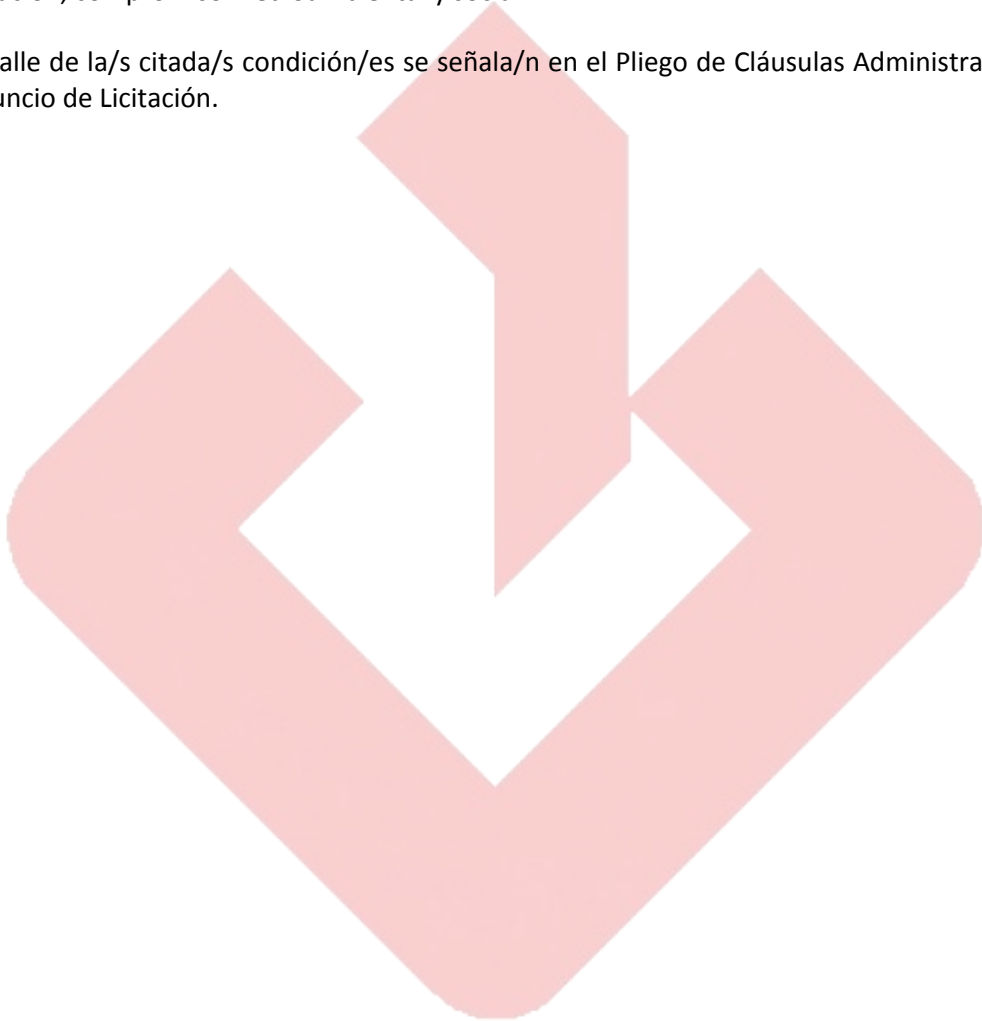 alle de la/s citada/s condición/es se señala/n en el Pliego de Cláusulas Administra
uncio de Licitación.